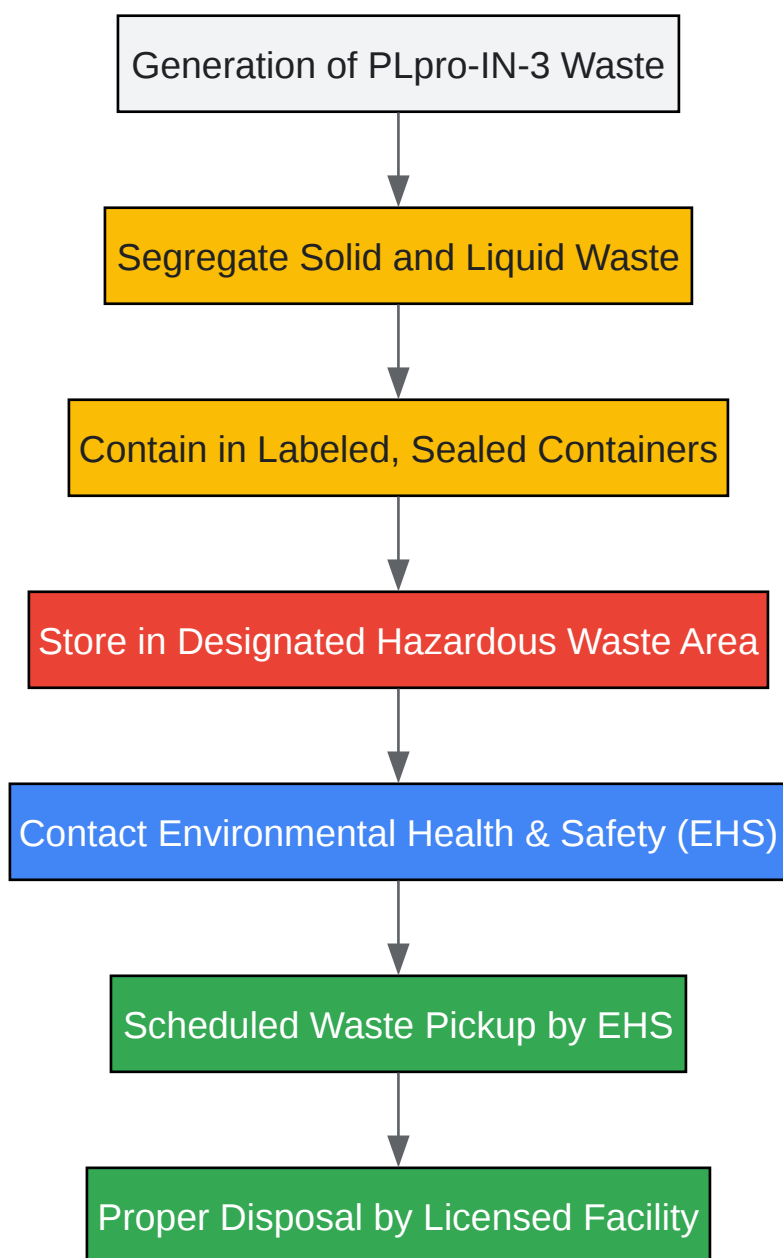 Generation of PLpro-IN-3 Waste
Segregate Solid and Liquid Waste
Contain in Labeled, Sealed Containers
Store in Designated Hazardous Waste Area
Contact Environmental Health & Safety (EHS)
Scheduled Waste Pickup by EHS
Proper Disposal by Licensed Facility